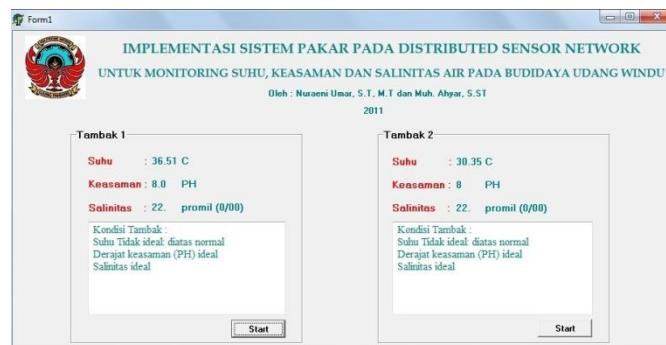 Form1
IMPLEMENTASI SISTEM PAKAR PADA DISTRIBUTED SENSOR NETWORK
UNTUK MONITORING SUHU, KEASAMAN DAN SALINITAS AIR PADA BUDIDAYA UDANG WINDU
Oleh : Nuraeni Umar, S.T, M.T dan Muh. Ahyar, S.ST
2011
Tambak 1
Suhu : 36.51 C
Keasaman : 8.0 PH
Salinitas : 22. promil (0/00)
Kondisi Tambak :
Suhu Tidak ideal: diatas normal
Derajat keasaman (PH) ideal
Salinitas ideal
Start
Tambak 2
Suhu : 30.35 C
Keasaman : 8 PH
Salinitas : 22. promil (0/00)
Kondisi Tambak :
Suhu Tidak ideal: diatas normal
Derajat keasaman (PH) ideal
Salinitas ideal
Start